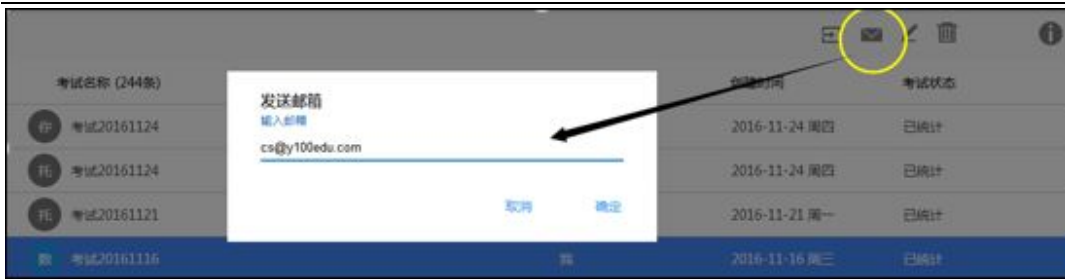 考试名称 (244条)
创建时间
考试状态
发送邮箱
输入邮箱
cs@y100edu.com
取消
确定
考试20161124
2016-11-24 周四
已统计
托
考试20161124
2016-11-24 周四
已统计
托
考试20161121
2016-11-21 周一
已统计
数
考试20161116
2016-11-16 周三
已统计